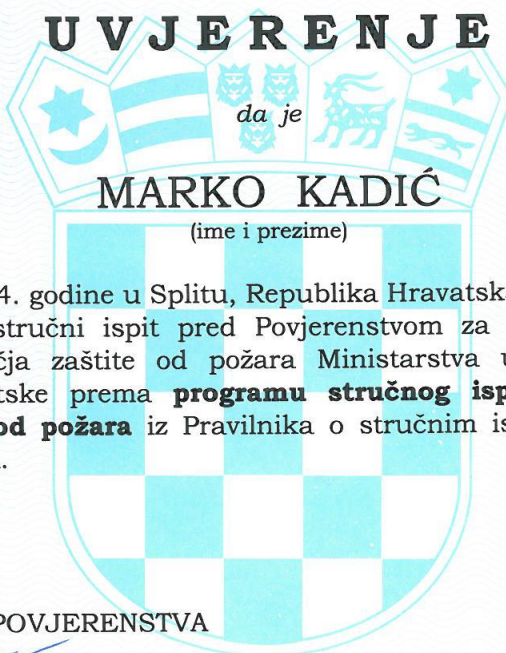 UVJERENJE
da je
MARKO KADIĆ
(ime i prezime)
4. godine u Splitu, Republika Hravatsk
stručni ispit pred Povjerenstvom za
čja zaštite od požara Ministarstva u
tske prema programu stručnog isp
od požara iz Pravilnika o stručnim is
.
POVJERENSTVA